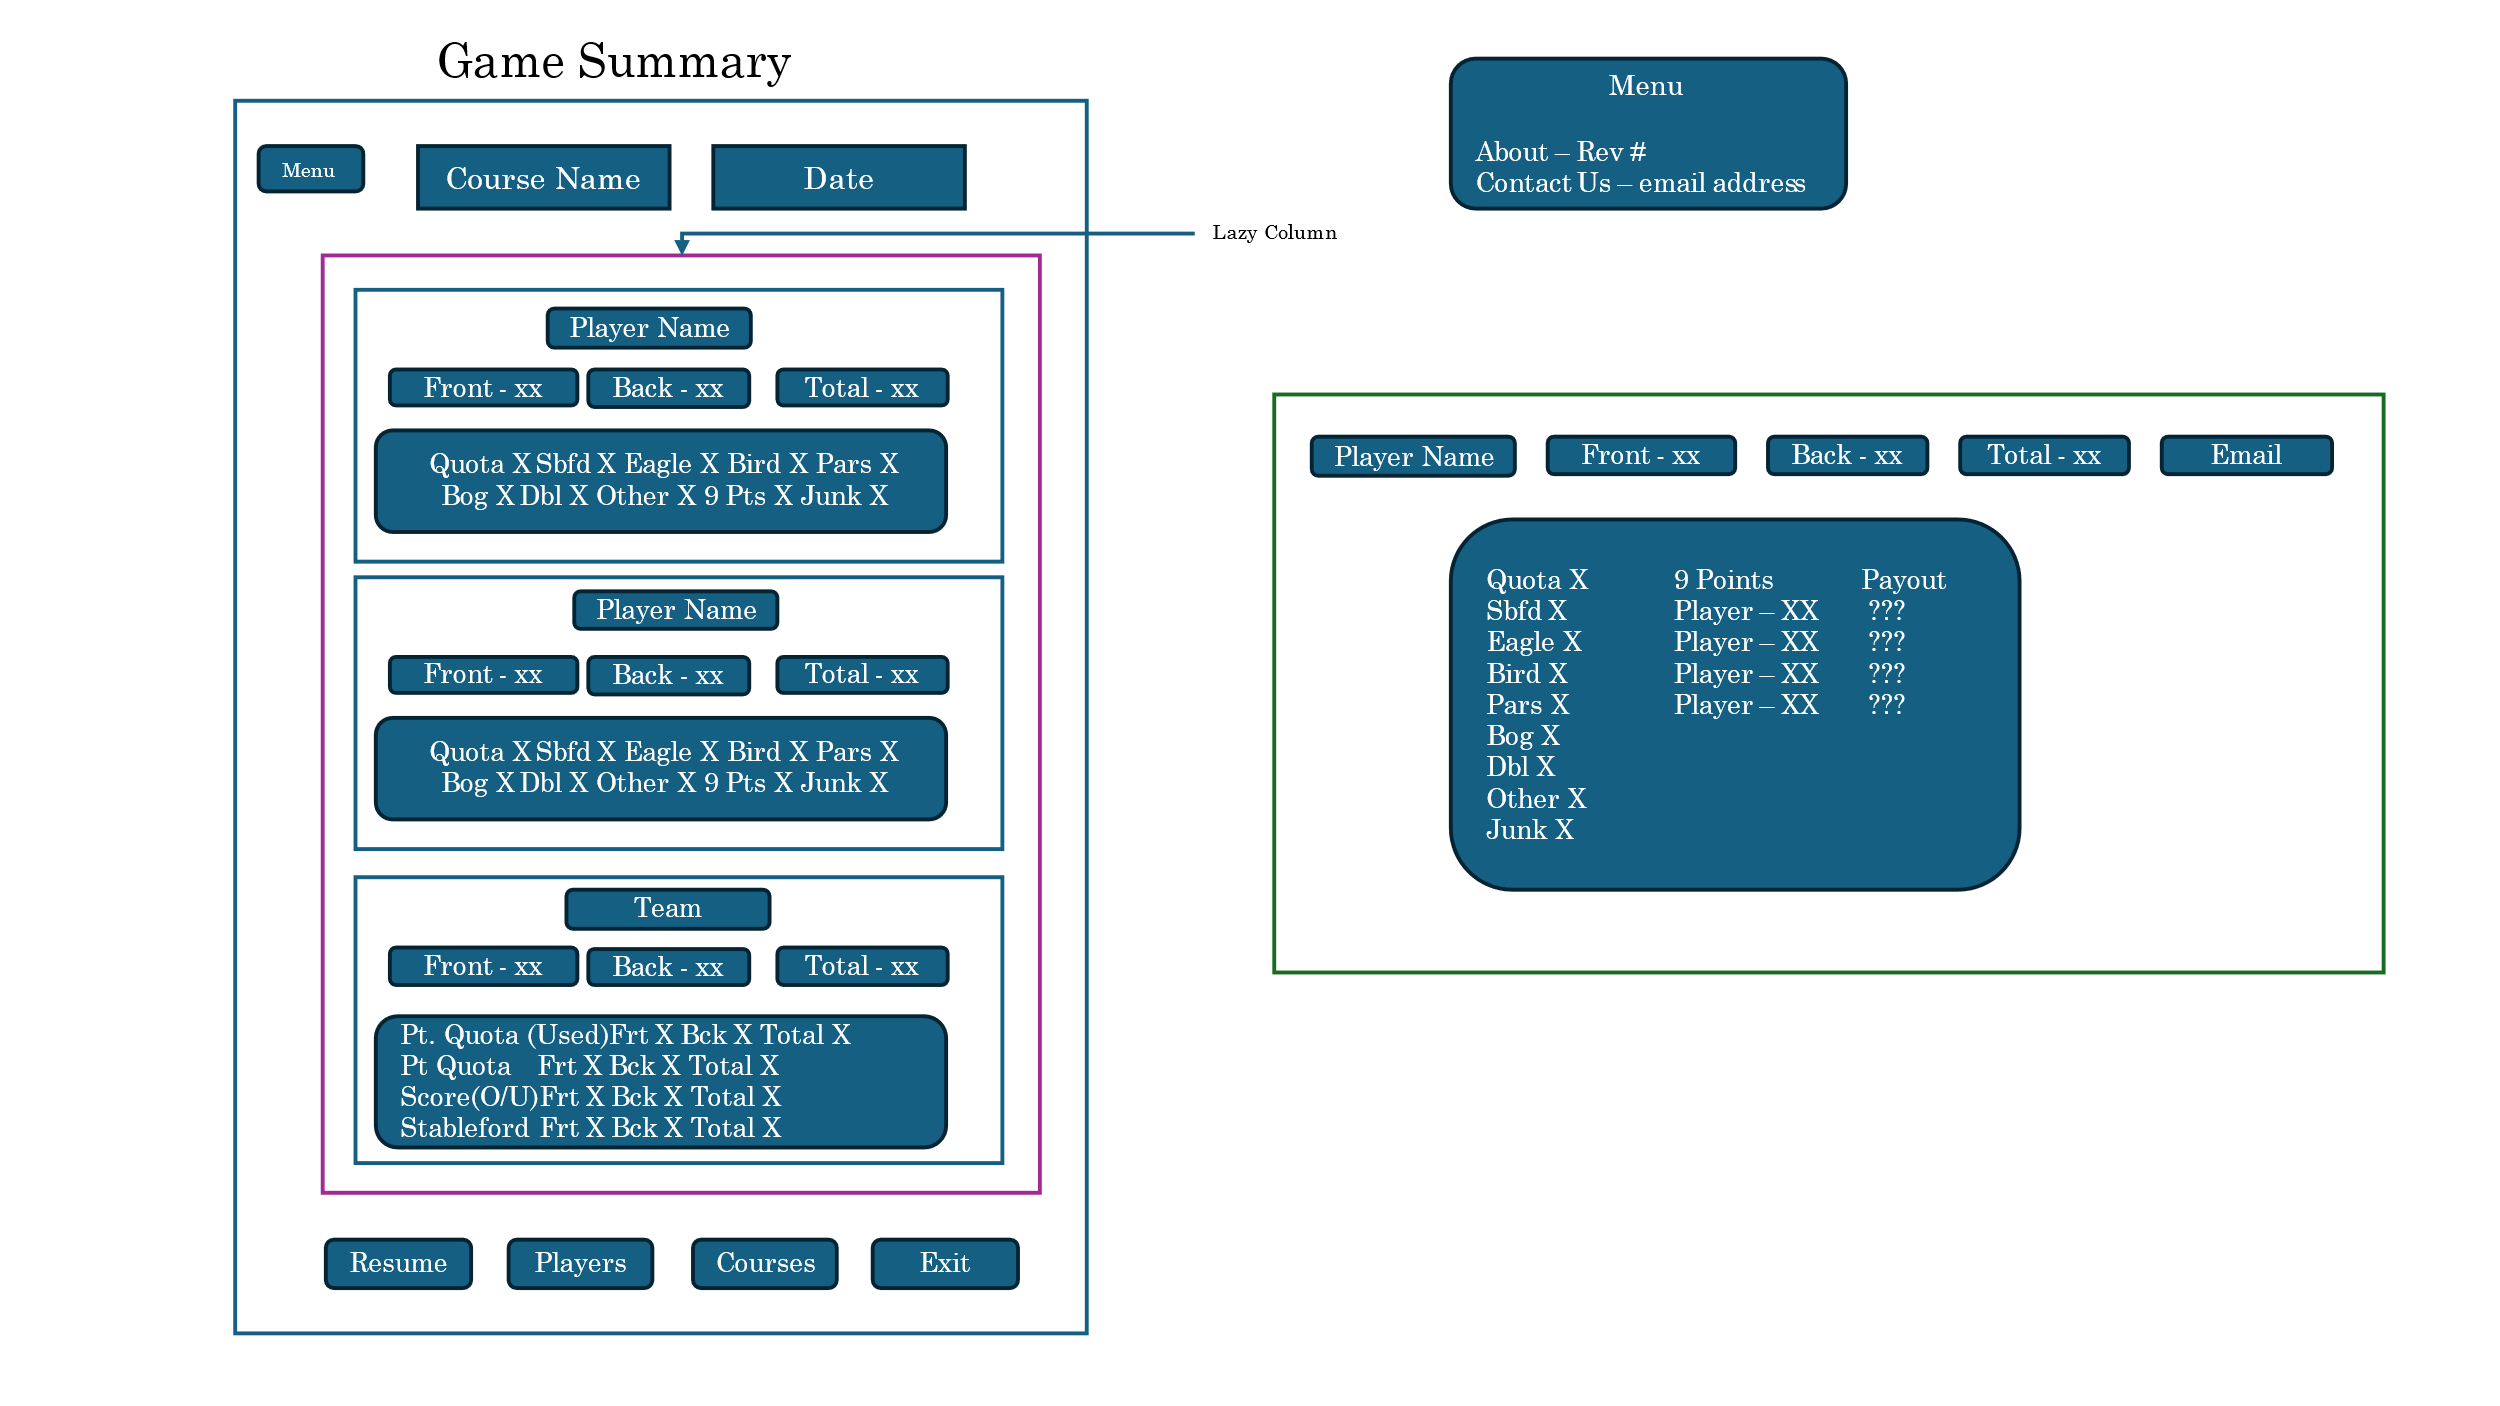 Game Summary
Menu
Course Name
Date
Lazy Column
Player Name
Front - xx
Back - xx
Total - xx
Quota X Sbfd X Eagle X Bird X Pars X
Bog X Dbl X Other X 9 Pts X Junk X
Player Name
Front - xx
Back - xx
Total - xx
Quota X Sbfd X Eagle X Bird X Pars X
Bog X Dbl X Other X 9 Pts X Junk X
Team
Front - xx
Back - xx
Total - xx
Pt. Quota (Used)Frt X Bck X Total X
Pt Quota Frt X Bck X Total X
Score(O/U)Frt X Bck X Total X
Stableford Frt X Bck X Total X
Resume
Players
Courses
Exit
Menu
About – Rev #
Contact Us – email address
Player Name
Front - xx
Back - xx
Total - xx
Email
Quota X 9 Points Payout
Sbfd X Player – XX ???
Eagle X Player – XX ???
Bird X Player – XX ???
Pars X Player – XX ???
Bog X
Dbl X
Other X
Junk X